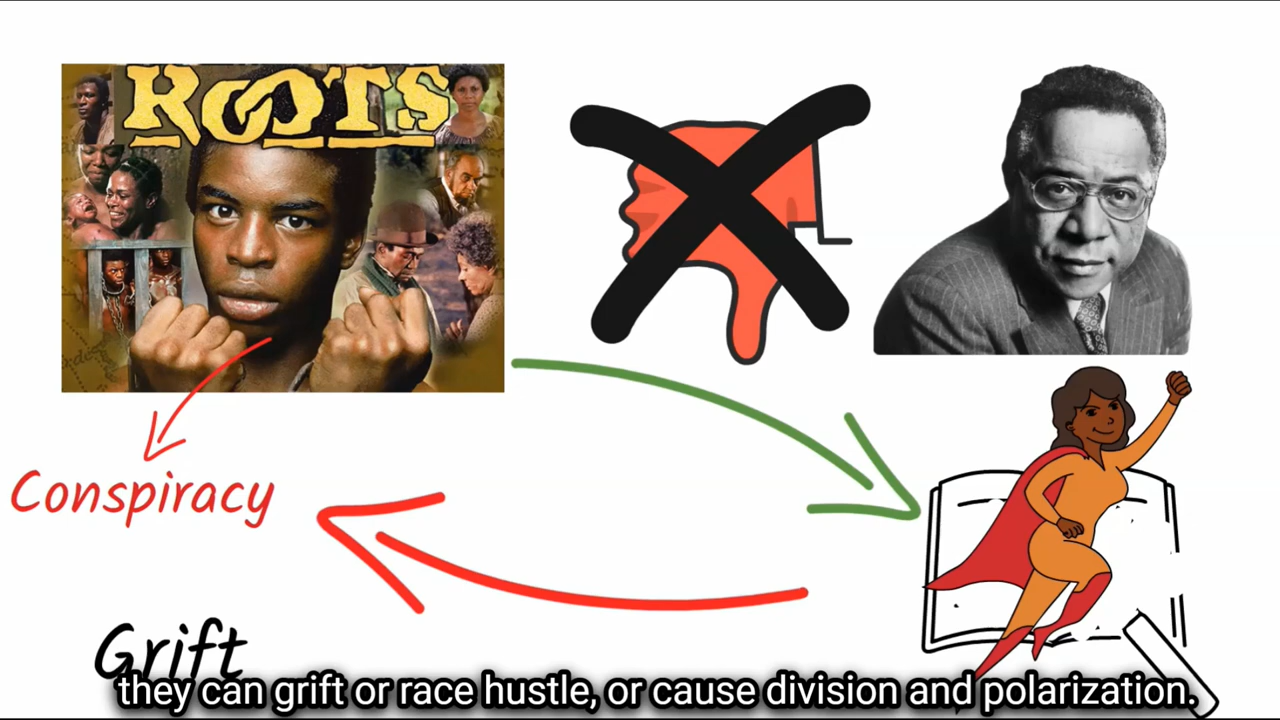 ROOTS
Conspiracy
Grift
they can grift or race hustle, or cause division and polarization.